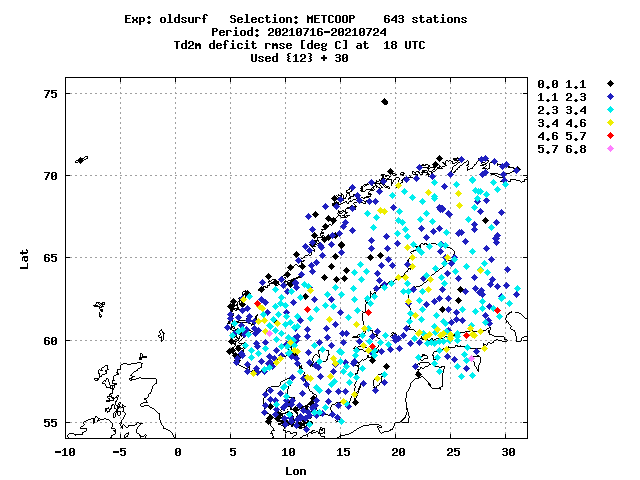 Exp: oldsurf   Selection: METCOOP    643 stations
Period: 20210716-20210724
Td2m deficit rmse [deg C] at  18 UTC
Used {12} + 30
0.0 1.1
1.1 2.3
2.3 3.4
3.4 4.6
4.6 5.7
5.7 6.8
75
70
65
60
55
Lat
-10 -5 0 5 10 15 20 25 30
Lon